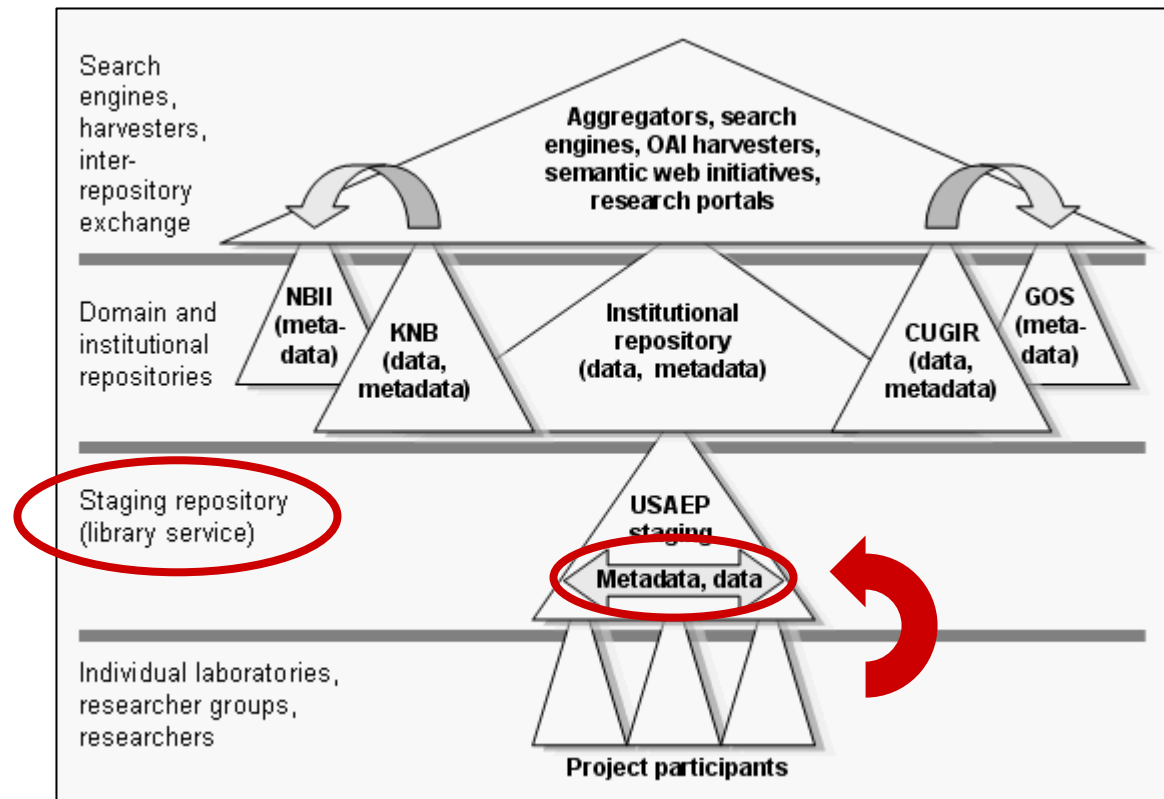 Search
engines,
harvesters,
inter-
repository
exchange
Aggregators, search
engines, OAI harvesters,
semantic web initiatives,
research portals
Domain and
institutional
repositories
NBII
(meta-
data)
KNB
(data,
metadata)
Institutional
repository
(data, metadata)
CUGIR
(data,
metadata)
GOS
(meta-
data)
Staging repository
(library service)
USAEP
staging
Metadata, data
Individual laboratories,
researcher groups,
researchers
Project participants